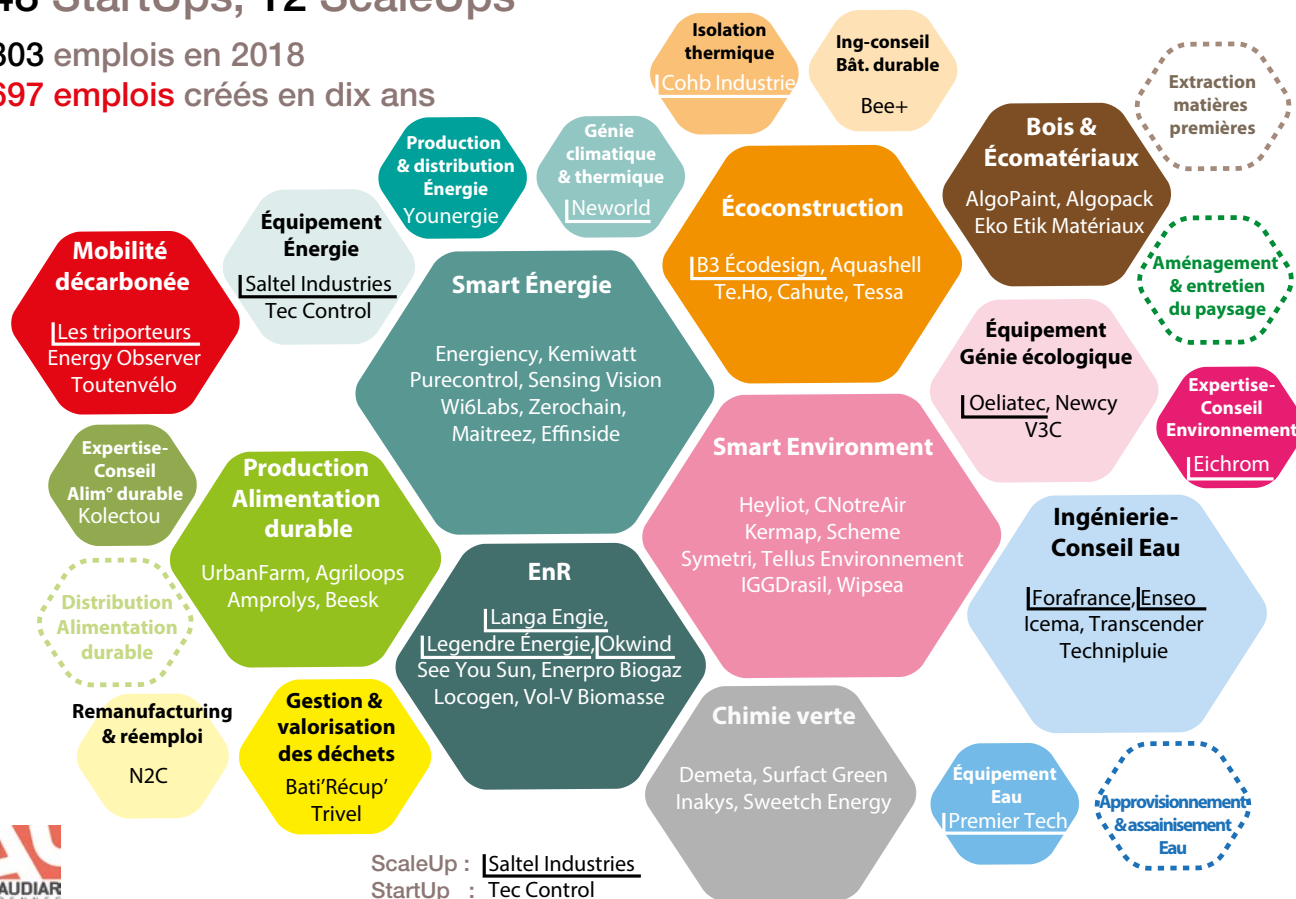 StartUps, 12 ScaleUps
emplois en 2018
emplois créés en dix ans
Isolation
thermique
Cohb Industrie
Ing-conseil
Bât. durable
Bee+
Extraction
matières
premières
Bois &
Écomatériaux
AlgoPaint, Algopack
Eko Etik Matériaux
Production
& distribution
Énergie
Younergie
Génie
climatique
& thermique
Neworld
Écoconstruction
B3 Écodesign, Aquashell
Te.Ho, Cahute, Tessa
Équipement
Énergie
Saltel Industries
Tec Control
Mobilité
décarbonée
Les triporteurs
Energy Observer
Toutenvélo
Smart Énergie
Energiency, Kemiwatt
Purecontrol, Sensing Vision
Wi6Labs, Zerochain,
Maitreez, Effinside
Aménagement
& entretien
du paysage
Équipement
Génie écologique
Oeliatec, Newcy
V3C
Expertise-
Conseil
Environnement
Eichrom
Smart Environment
Heyliot, CNotreAir
Kermap, Scheme
Symetri, Tellus Environnement
IGGDrasil, Wipsea
Expertise-
Conseil
Alim° durable
Kolectou
Production
Alimentation
durable
UrbanFarm, Agriloops
Amprolys, Beesk
Ingénierie-
Conseil Eau
Forafrance, Enseo
Icema, Transcender
Technipluie
EnR
Langa Engie,
Legendre Énergie, Okwind
See You Sun, Enerpro Biogaz
Locogen, Vol-V Biomasse
Distribution
Alimentation
durable
Remanufacturing
& réemploi
N2C
Gestion &
valorisation
des déchets
Bati'Récup'
Trivel
Chimie verte
Demeta, Surfact Green
Inakys, Sweetch Energy
Équipement
Eau
Premier Tech
Approvisionnement
& assainisement
Eau
ScaleUp : Saltel Industries
StartUp : Tec Control
AUDIAR